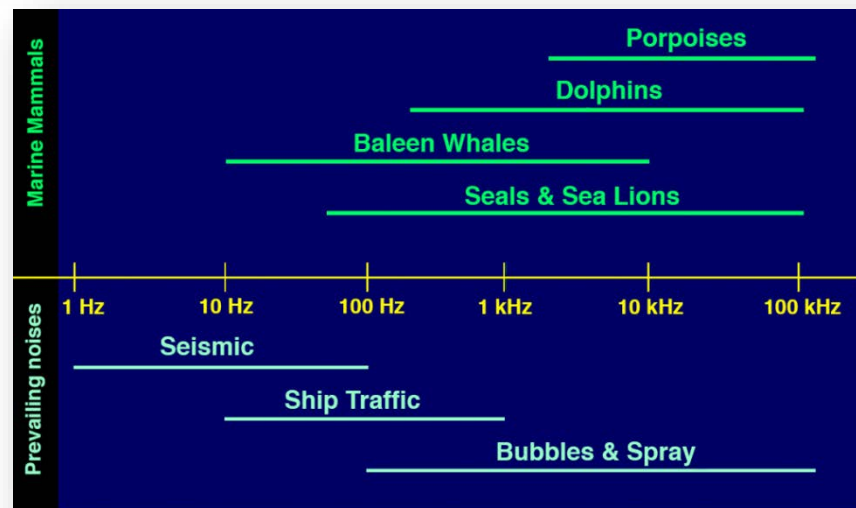 Marine Mammals
Porpoises
Dolphins
Baleen Whales
Seals & Sea Lions
1 Hz 10 Hz 100 Hz 1 kHz 10 kHz 100 kHz
Prevailing noises
Seismic
Ship Traffic
Bubbles & Spray